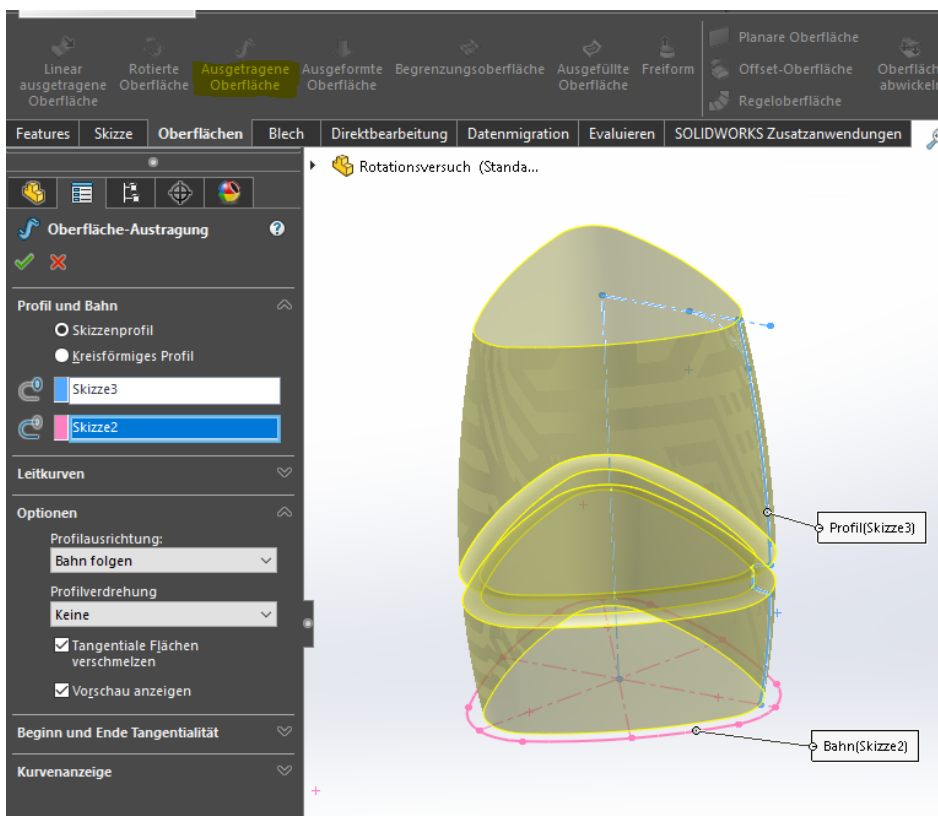 Planare Oberfläche
Linear
ausgetragene
Oberfläche
Rotierte
Oberfläche
Ausgetragene
Oberfläche
Ausgeformte
Oberfläche
Begrenzungsoberfläche
Ausgefüllte
Oberfläche
Freiform
Offset-Oberfläche
Regeloberfläche
Oberfläch
abwickeln
Features
Skizze
Oberflächen
Blech
Direktbearbeitung
Datenmigration
Evaluieren
SOLIDWORKS Zusatzanwendungen
Rotationsversuch (Standa...
Oberfläche-Austragung
Profil und Bahn
Skizzenprofil
Kreisförmiges Profil
Skizze3
Skizze2
Leitkurven
Optionen
Profilausrichtung:
Bahn folgen
Profilverdrehung
Keine
Tangentiale Flächen
verschmelzen
Vorschau anzeigen
Beginn und Ende Tangentialität
Kurvenanzeige
Profil(Skizze3)
Bahn(Skizze2)